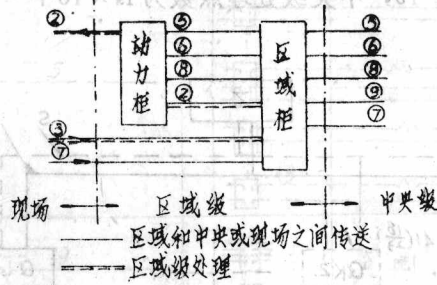 ② ⑤ ⑤
⑥ ⑥
⑧ ⑧
② ⑨
③ ⑦
⑦
动力柜
区域柜
现场 区域级 中央级
区域和中央或现场之间传送
区域级处理